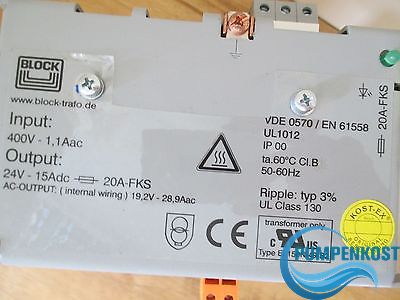 BLOCK
www.block-trafo.de
Input:
400V - 1,1Aac
Output:
24V - 15Adc 20A-FKS
AC-OUTPUT: ( internal wiring ) 19,2V - 28,9Aac
VDE 0570 / EN 61558
UL1012
IP 00
ta.60°C Cl.B
50-60Hz
Ripple: typ 3%
UL Class 130
transformer only
C US
Type
20A-FKS
KOST-EX
PUMPENKOST